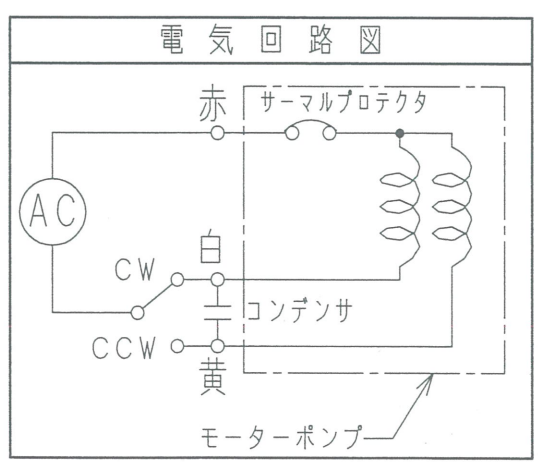 電気回路図
赤
サーマルプロテクタ
AC
白
CW
コンデンサ
CCW
黄
モーターポンプ